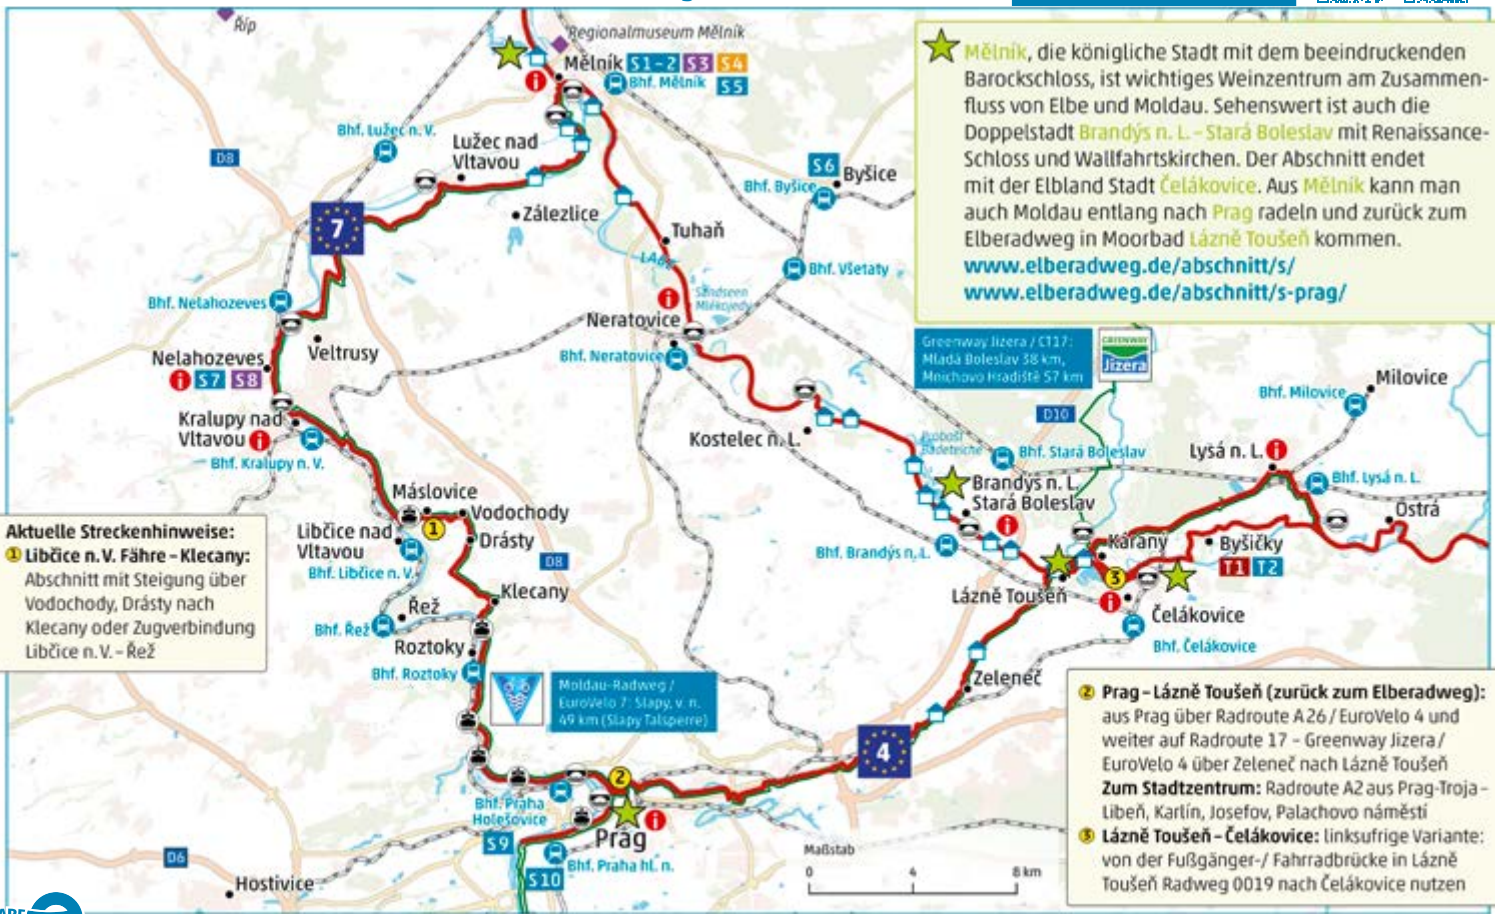 Říp
Regionalmuseum Mělník
Mělník S1-2 S3 S4
Bhf. Mělník S5
Bhf. Lužec n. V.
Lužec nad
Vltavou
D8
S6
Byšice
Bhf. Byšice
7
Zálezlice
Tuhaň
Labe
Bhf. Všetaty
Bhf. Nelahozeves
Sandseen
Mlékojedy
Neratovice
Bhf. Neratovice
Veltrusy
Nelahozeves
S7 S8
Kralupy nad
Vltavou
Bhf. Kralupy n. V.
Kostelec n. L.
Mělník, die königliche Stadt mit dem beeindruckenden
Barockschloss, ist wichtiges Weinzentrum am Zusammen-
fluss von Elbe und Moldau. Sehenswert ist auch die
Doppelstadt Brandýs n. L. – Stará Boleslav mit Renaissance-
Schloss und Wallfahrtskirchen. Der Abschnitt endet
mit der Elbland Stadt Čelákovice. Aus Mělník kann man
auch Moldau entlang nach Prag radeln und zurück zum
Elberadweg in Moorbad Lázně Toušeň kommen.
www.elberadweg.de/abschnitt/s/
www.elberadweg.de/abschnitt/s-prag/
Greenway Jizera / CT17:
Mladá Boleslav 38 km,
Mnichovo Hradiště 57 km
GREENWAY
Jizera
D10
Milovice
Bhf. Milovice
Lysá n. L.
Bhf. Lysá n. L.
Ostrá
Bhf. Stará Boleslav
Brandýs n. L.
Stará Boleslav
Bhf. Brandýs n. L.
Káraný
Byšičky
T1 T2
Lázně Toušeň
3
Čelákovice
Bhf. Čelákovice
Máslovice
Vodochody
1
Libčice nad
Vltavou
Drásty
Bhf. Libčice n. V.
D8
Klecany
Řež
Bhf. Řež
Roztoky
Bhf. Roztoky
Zeleneč
Aktuelle Streckenhinweise:
1 Libčice n. V. Fähre – Klecany:
Abschnitt mit Steigung über
Vodochody, Drásty nach
Klecany oder Zugverbindung
Libčice n. V. – Řež
Moldau-Radweg /
EuroVelo 7: Slapy, v. n.
49 km (Slapy Talsperre)
4
2
Bhf. Praha
Holešovice
Prag
S9
Bhf. Praha hl. n.
S10
D6
Hostivice
Maßstab
0 4 8 km
2 Prag – Lázně Toušeň (zurück zum Elberadweg):
aus Prag über Radroute A 26 / EuroVelo 4 und
weiter auf Radroute 17 – Greenway Jizera /
EuroVelo 4 über Zeleneč nach Lázně Toušeň
Zum Stadtzentrum: Radroute A2 aus Prag-Troja –
Libeň, Karlín, Josefov, Palachovo náměstí
3 Lázně Toušeň – Čelákovice: linksufrige Variante:
von der Fußgänger-/ Fahrradbrücke in Lázně
Toušeň Radweg 0019 nach Čelákovice nutzen